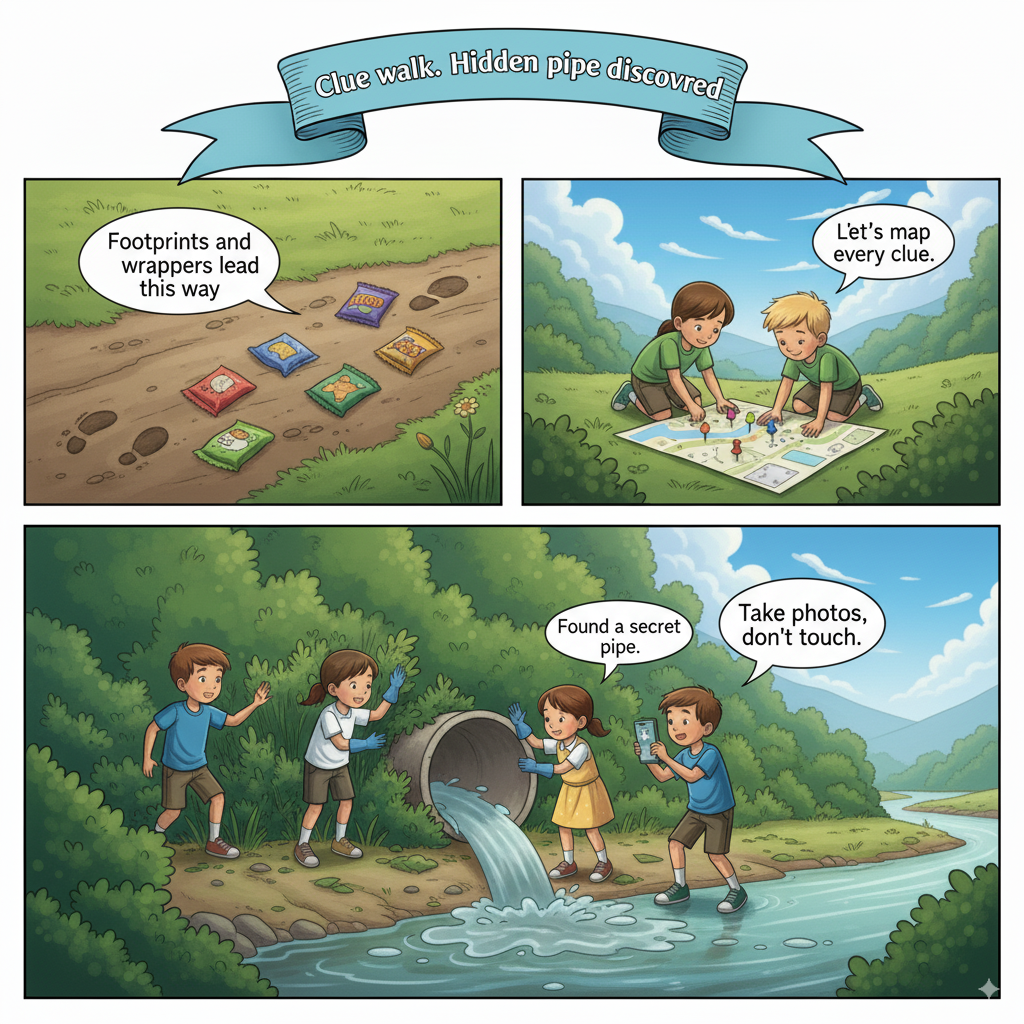 Clue walk. Hidden pipe discovred
Footprints and
wrappers lead
this way
L'et's map
every clue.
Found a secret
pipe.
Take photos,
don't touch.